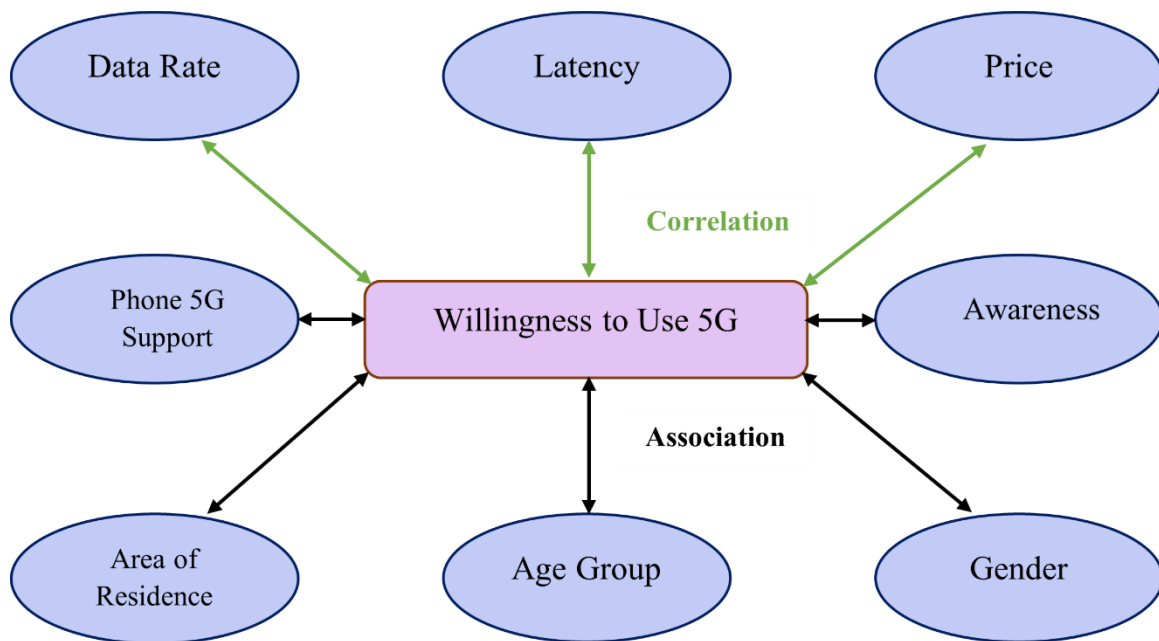 Data Rate
Latency
Price
Correlation
Phone 5G
Support
Willingness to Use 5G
Awareness
Association
Area of
Residence
Age Group
Gender